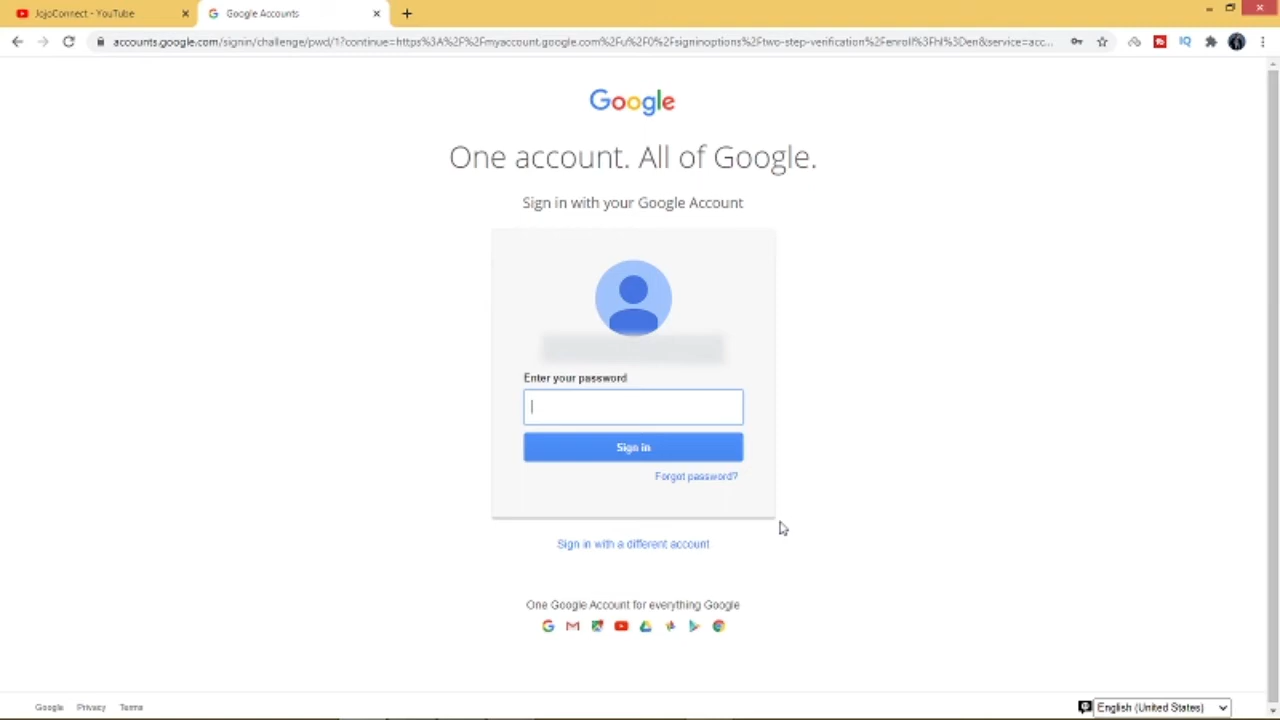 JojoConnect - YouTube
Google Accounts
accounts.google.com/signin/challenge/pwd/1?continue=https%3A%2F%2Fmyaccount.google.com%2Fu%2F0%2Fsigninoptions%2Ftwo-step-verification%2Fenroll%3Fhl%3Den&service=acc...
Google
One account. All of Google.
Sign in with your Google Account
Enter your password
Sign in
Forgot password?
Sign in with a different account
One Google Account for everything Google
Google Privacy Terms
English (United States)